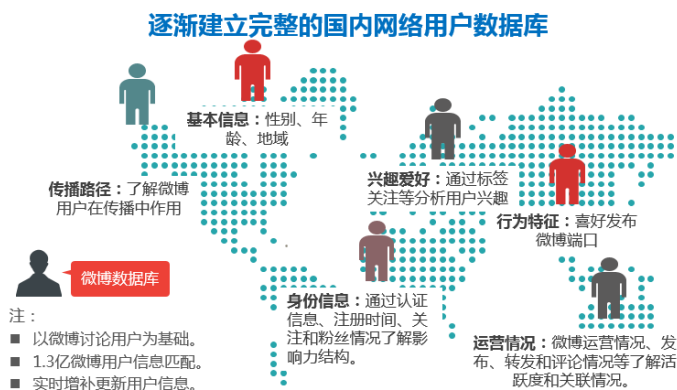 逐渐建立完整的国内网络用户数据库
基本信息：性别、年
龄、地域
传播路径：了解微博
用户在传播中作用
兴趣爱好：通过标签
关注等分析用户兴趣
行为特征：喜好发布
微博端口
微博数据库
身份信息：通过认证
信息、注册时间、关
注和粉丝情况了解影
响力结构。
运营情况：微博运营情况、发
布、转发和评论情况等了解活
跃度和关联情况。
注：
以微博讨论用户为基础。
1.3亿微博用户信息匹配。
实时增补更新用户信息。